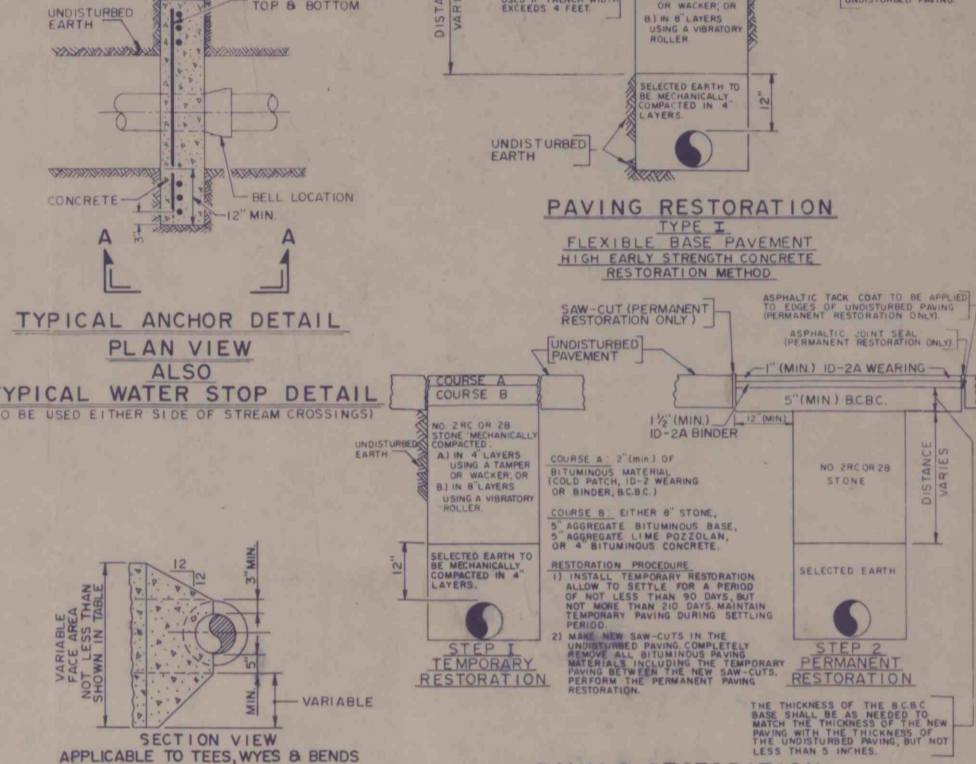 TOP & BOTTOM
UNDISTURBED
EARTH
CONCRETE
BELL LOCATION
12" MIN.
3"
A A
TYPICAL ANCHOR DETAIL
PLAN VIEW
ALSO
TYPICAL WATER STOP DETAIL
TO BE USED EITHER SIDE OF STREAM CROSSINGS)
EXCEEDS 4 FEET.
OR WACKER; OR
B.) IN 8" LAYERS
USING A VIBRATORY
ROLLER.
SELECTED EARTH TO
BE MECHANICALLY
COMPACTED IN 4"
LAYERS.
12"
UNDISTURBED
EARTH
PAVING RESTORATION
TYPE I
FLEXIBLE BASE PAVEMENT
HIGH EARLY STRENGTH CONCRETE
RESTORATION METHOD
SAW-CUT (PERMANENT
RESTORATION ONLY)
UNDISTURBED
PAVEMENT
ASPHALTIC TACK COAT TO BE APPLIED
TO EDGES OF UNDISTURBED PAVING
(PERMANENT RESTORATION ONLY).
ASPHALTIC JOINT SEAL
(PERMANENT RESTORATION ONLY).
COURSE A
COURSE B
1" (MIN.) ID-2A WEARING
5" (MIN.) B.C.B.C.
1½" (MIN.)
ID-2A BINDER
12" (MIN.)
UNDISTURBED
EARTH
NO. 2RC OR 2B
STONE MECHANICALLY
COMPACTED:
A.) IN 4" LAYERS
USING A TAMPER
OR WACKER; OR
B.) IN 8" LAYERS
USING A VIBRATORY
ROLLER.
12"
SELECTED EARTH TO
BE MECHANICALLY
COMPACTED IN 4"
LAYERS.
STEP I
TEMPORARY
RESTORATION
COURSE A: 2" (min.) OF
BITUMINOUS MATERIAL
(COLD PATCH, ID-2 WEARING
OR BINDER, B.C.B.C.)
COURSE B: EITHER 8" STONE,
5" AGGREGATE BITUMINOUS BASE,
5" AGGREGATE LIME POZZOLAN,
OR 4" BITUMINOUS CONCRETE.
RESTORATION PROCEDURE
1) INSTALL TEMPORARY RESTORATION
ALLOW TO SETTLE FOR A PERIOD
OF NOT LESS THAN 90 DAYS, BUT
NOT MORE THAN 210 DAYS. MAINTAIN
TEMPORARY PAVING DURING SETTLING
PERIOD.
2) MAKE NEW SAW-CUTS IN THE
UNDISTURBED PAVING. COMPLETELY
REMOVE ALL BITUMINOUS PAVING
MATERIALS INCLUDING THE TEMPORARY
PAVING BETWEEN THE NEW SAW-CUTS.
PERFORM THE PERMANENT PAVING
RESTORATION.
NO. 2RC OR 2B
STONE
DISTANCE
VARIES
SELECTED EARTH
STEP 2
PERMANENT
RESTORATION
THE THICKNESS OF THE B.C.B.C
BASE SHALL BE AS NEEDED TO
MATCH THE THICKNESS OF THE NEW
PAVING WITH THE THICKNESS OF
THE UNDISTURBED PAVING, BUT NOT
LESS THAN 5 INCHES.
12
12
3" MIN.
5"
MIN.
VARIABLE
FACE AREA
NOT LESS THAN
SHOWN IN TABLE
VARIABLE
SECTION VIEW
APPLICABLE TO TEES, WYES & BENDS